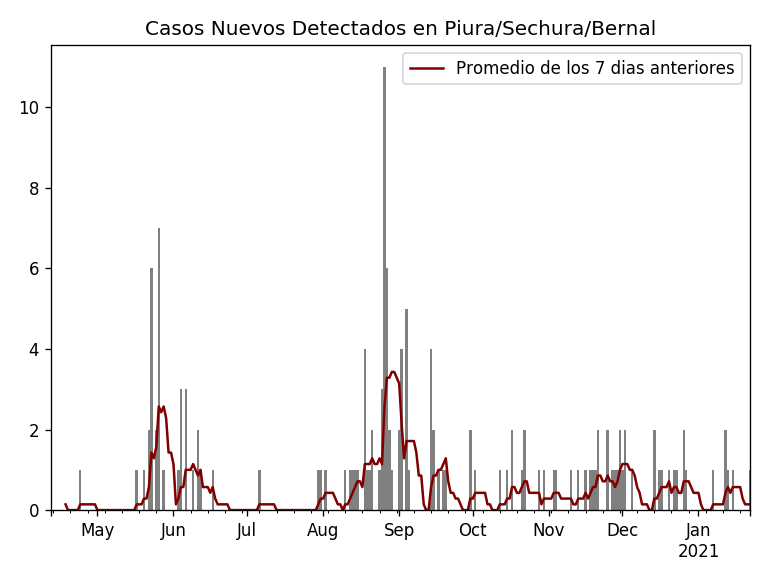 Casos Nuevos Detectados en Piura/Sechura/Bernal
Promedio de los 7 dias anteriores
10
8
6
4
2
0
May Jun Jul Aug Sep Oct Nov Dec Jan
2021